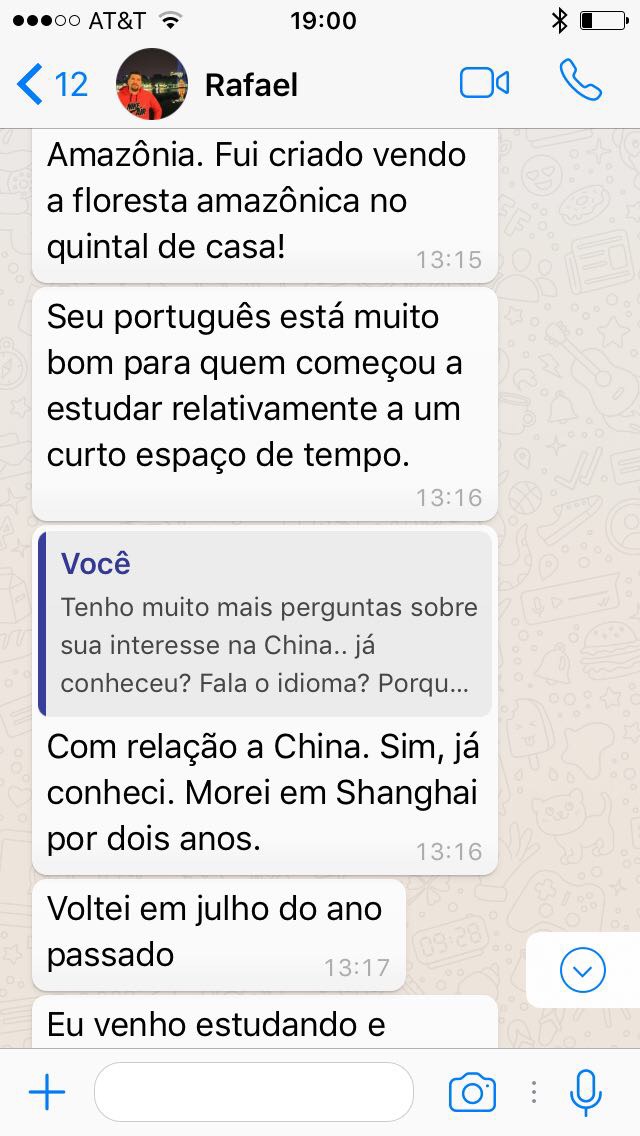 AT&T 19:00
12 Rafael
Amazônia. Fui criado vendo
a floresta amazônica no
quintal de casa!
13:15
Seu português está muito
bom para quem começou a
estudar relativamente a um
curto espaço de tempo.
13:16
Você
Tenho muito mais perguntas sobre
sua interesse na China.. já
conheceu? Fala o idioma? Porqu...
Com relação a China. Sim, já
conheci. Morei em Shanghai
por dois anos.
13:16
Voltei em julho do ano
passado
13:17
Eu venho estudando e